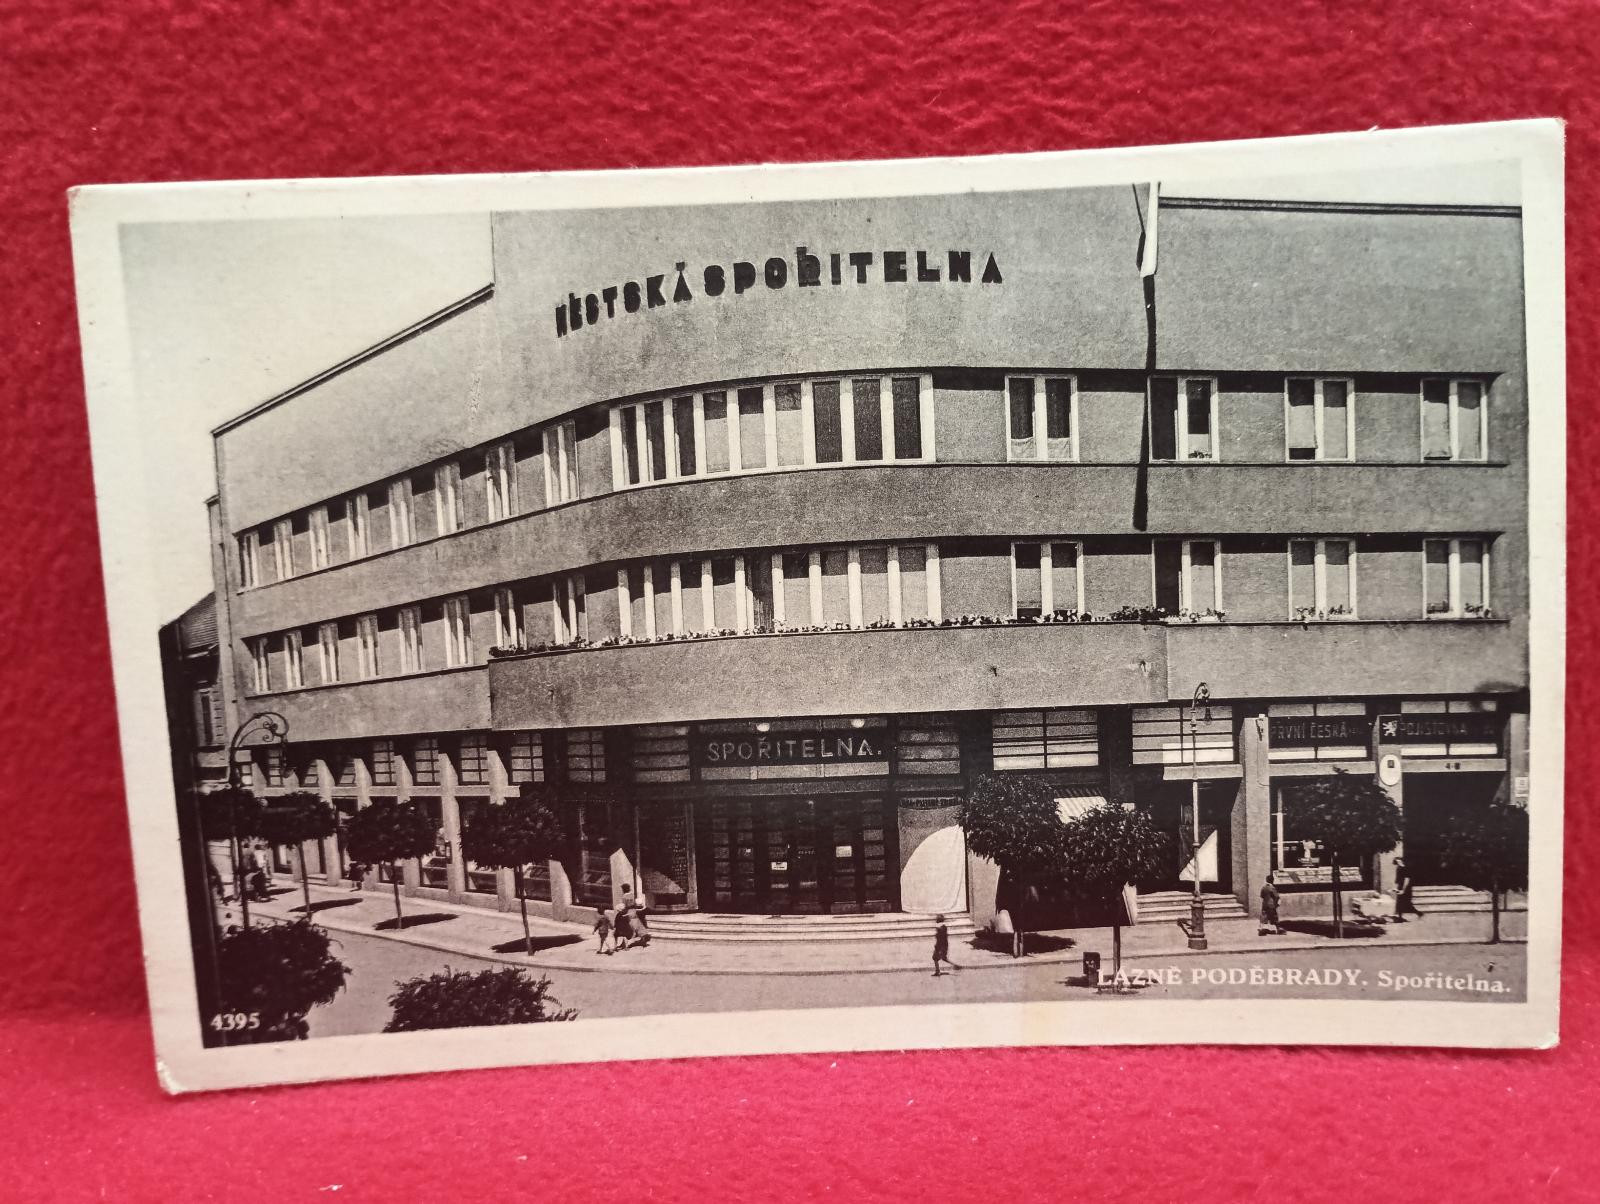 MĚSTSKÁ SPOŘITELNA
SPOŘITELNA.
PRVNÍ ČESKÁ
POJIŠŤOVNA
LÁZNĚ PODĚBRADY. Spořitelna.
4395